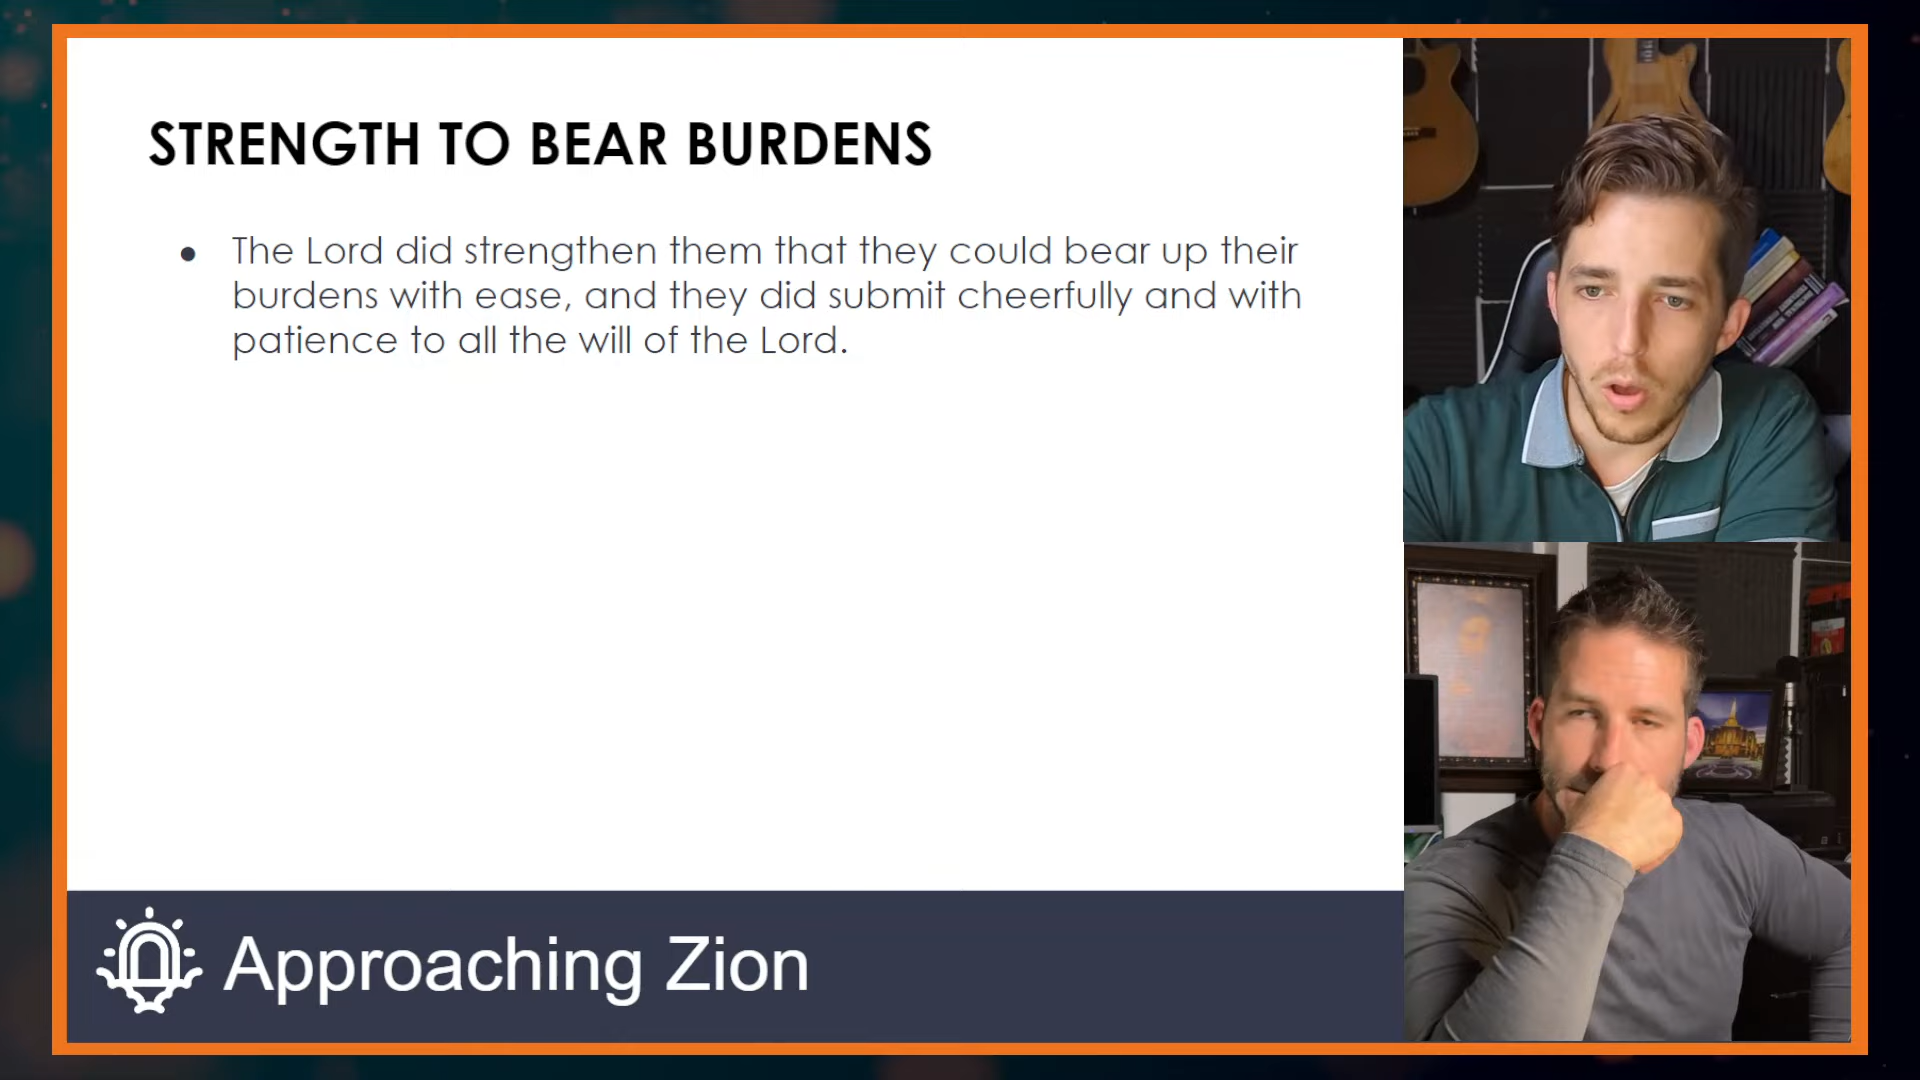 STRENGTH TO BEAR BURDENS
● The Lord did strengthen them that they could bear up their
burdens with ease, and they did submit cheerfully and with
patience to all the will of the Lord.
Approaching Zion